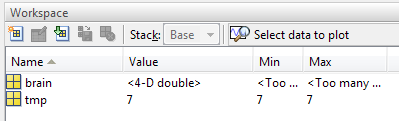 Workspace
Stack: Base Select data to plot
Name Value Min Max
brain <4-D double> <Too ... <Too many ...
tmp 7 7 7